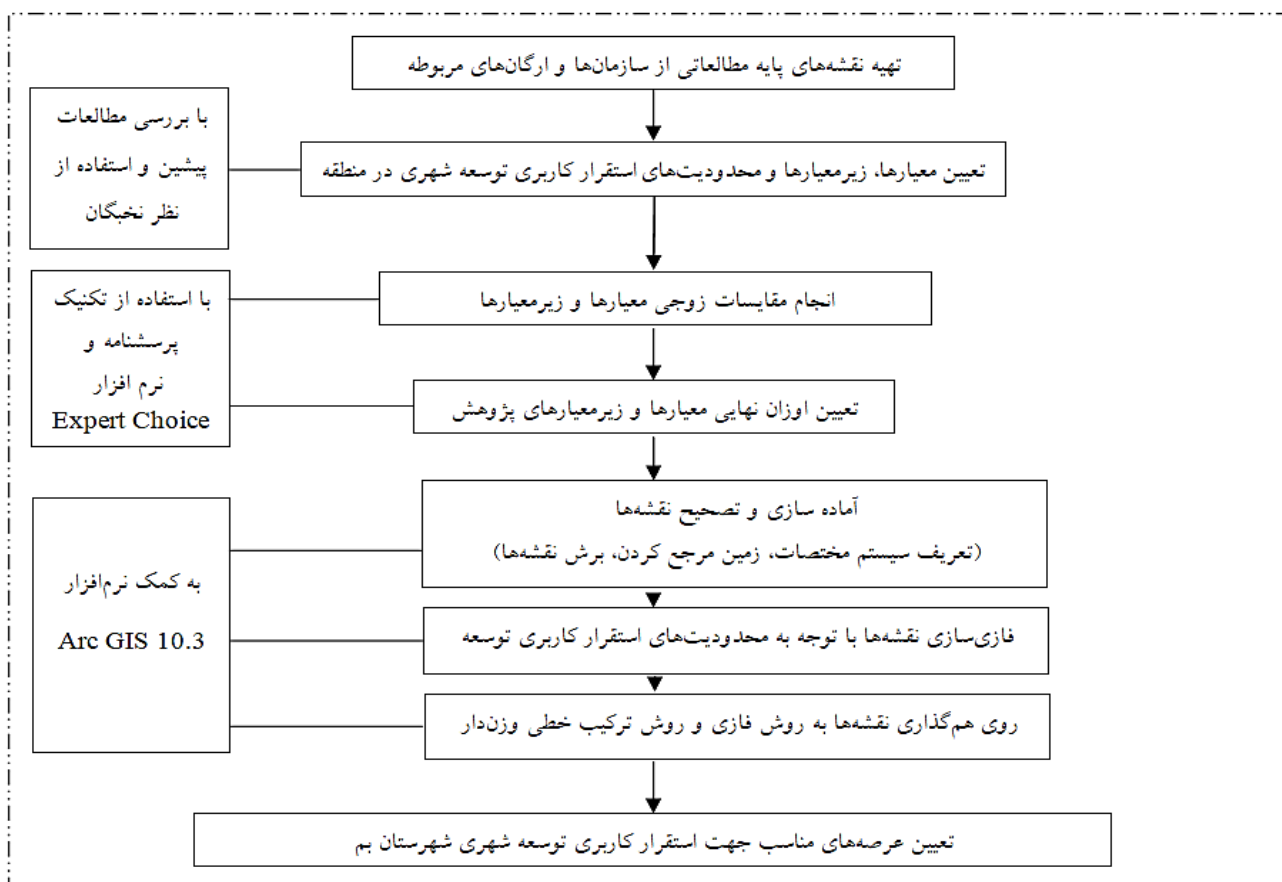 تهیه نقشه‌های پایه مطالعاتی از سازمان‌ها و ارگان‌های مربوطه
با بررسی مطالعات
پیشین و استفاده از
نظر نخبگان
تعیین معیارها، زیرمعیارها و محدودیت‌های استقرار کاربری توسعه شهری در منطقه
با استفاده از تکنیک
پرسشنامه و
نرم افزار
Expert Choice
انجام مقایسات زوجی معیارها و زیرمعیارها
تعیین اوزان نهایی معیارها و زیرمعیارهای پژوهش
به کمک نرم‌افزار
Arc GIS 10.3
آماده سازی و تصحیح نقشه‌ها
(تعریف سیستم مختصات، زمین مرجع کردن، برش نقشه‌ها)
فازی‌سازی نقشه‌ها با توجه به محدودیت‌های استقرار کاربری توسعه
روی هم‌گذاری نقشه‌ها به روش فازی و روش ترکیب خطی وزن‌دار
تعیین عرصه‌های مناسب جهت استقرار کاربری توسعه شهری شهرستان بم